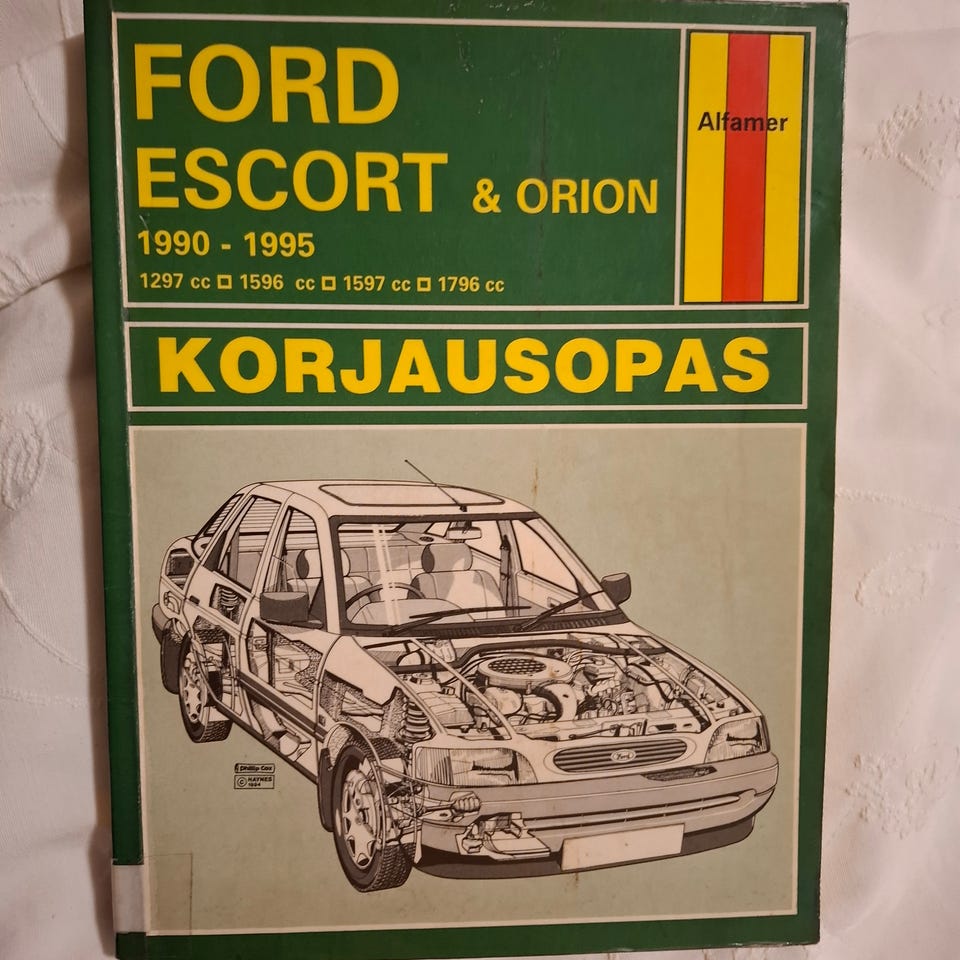 FORD
ESCORT & ORION
1990 - 1995
1297 cc 1596 cc 1597 cc 1796 cc
Alfamer
KORJAUSOPAS
Ford
Phillip Cox
© HAYNES
1994